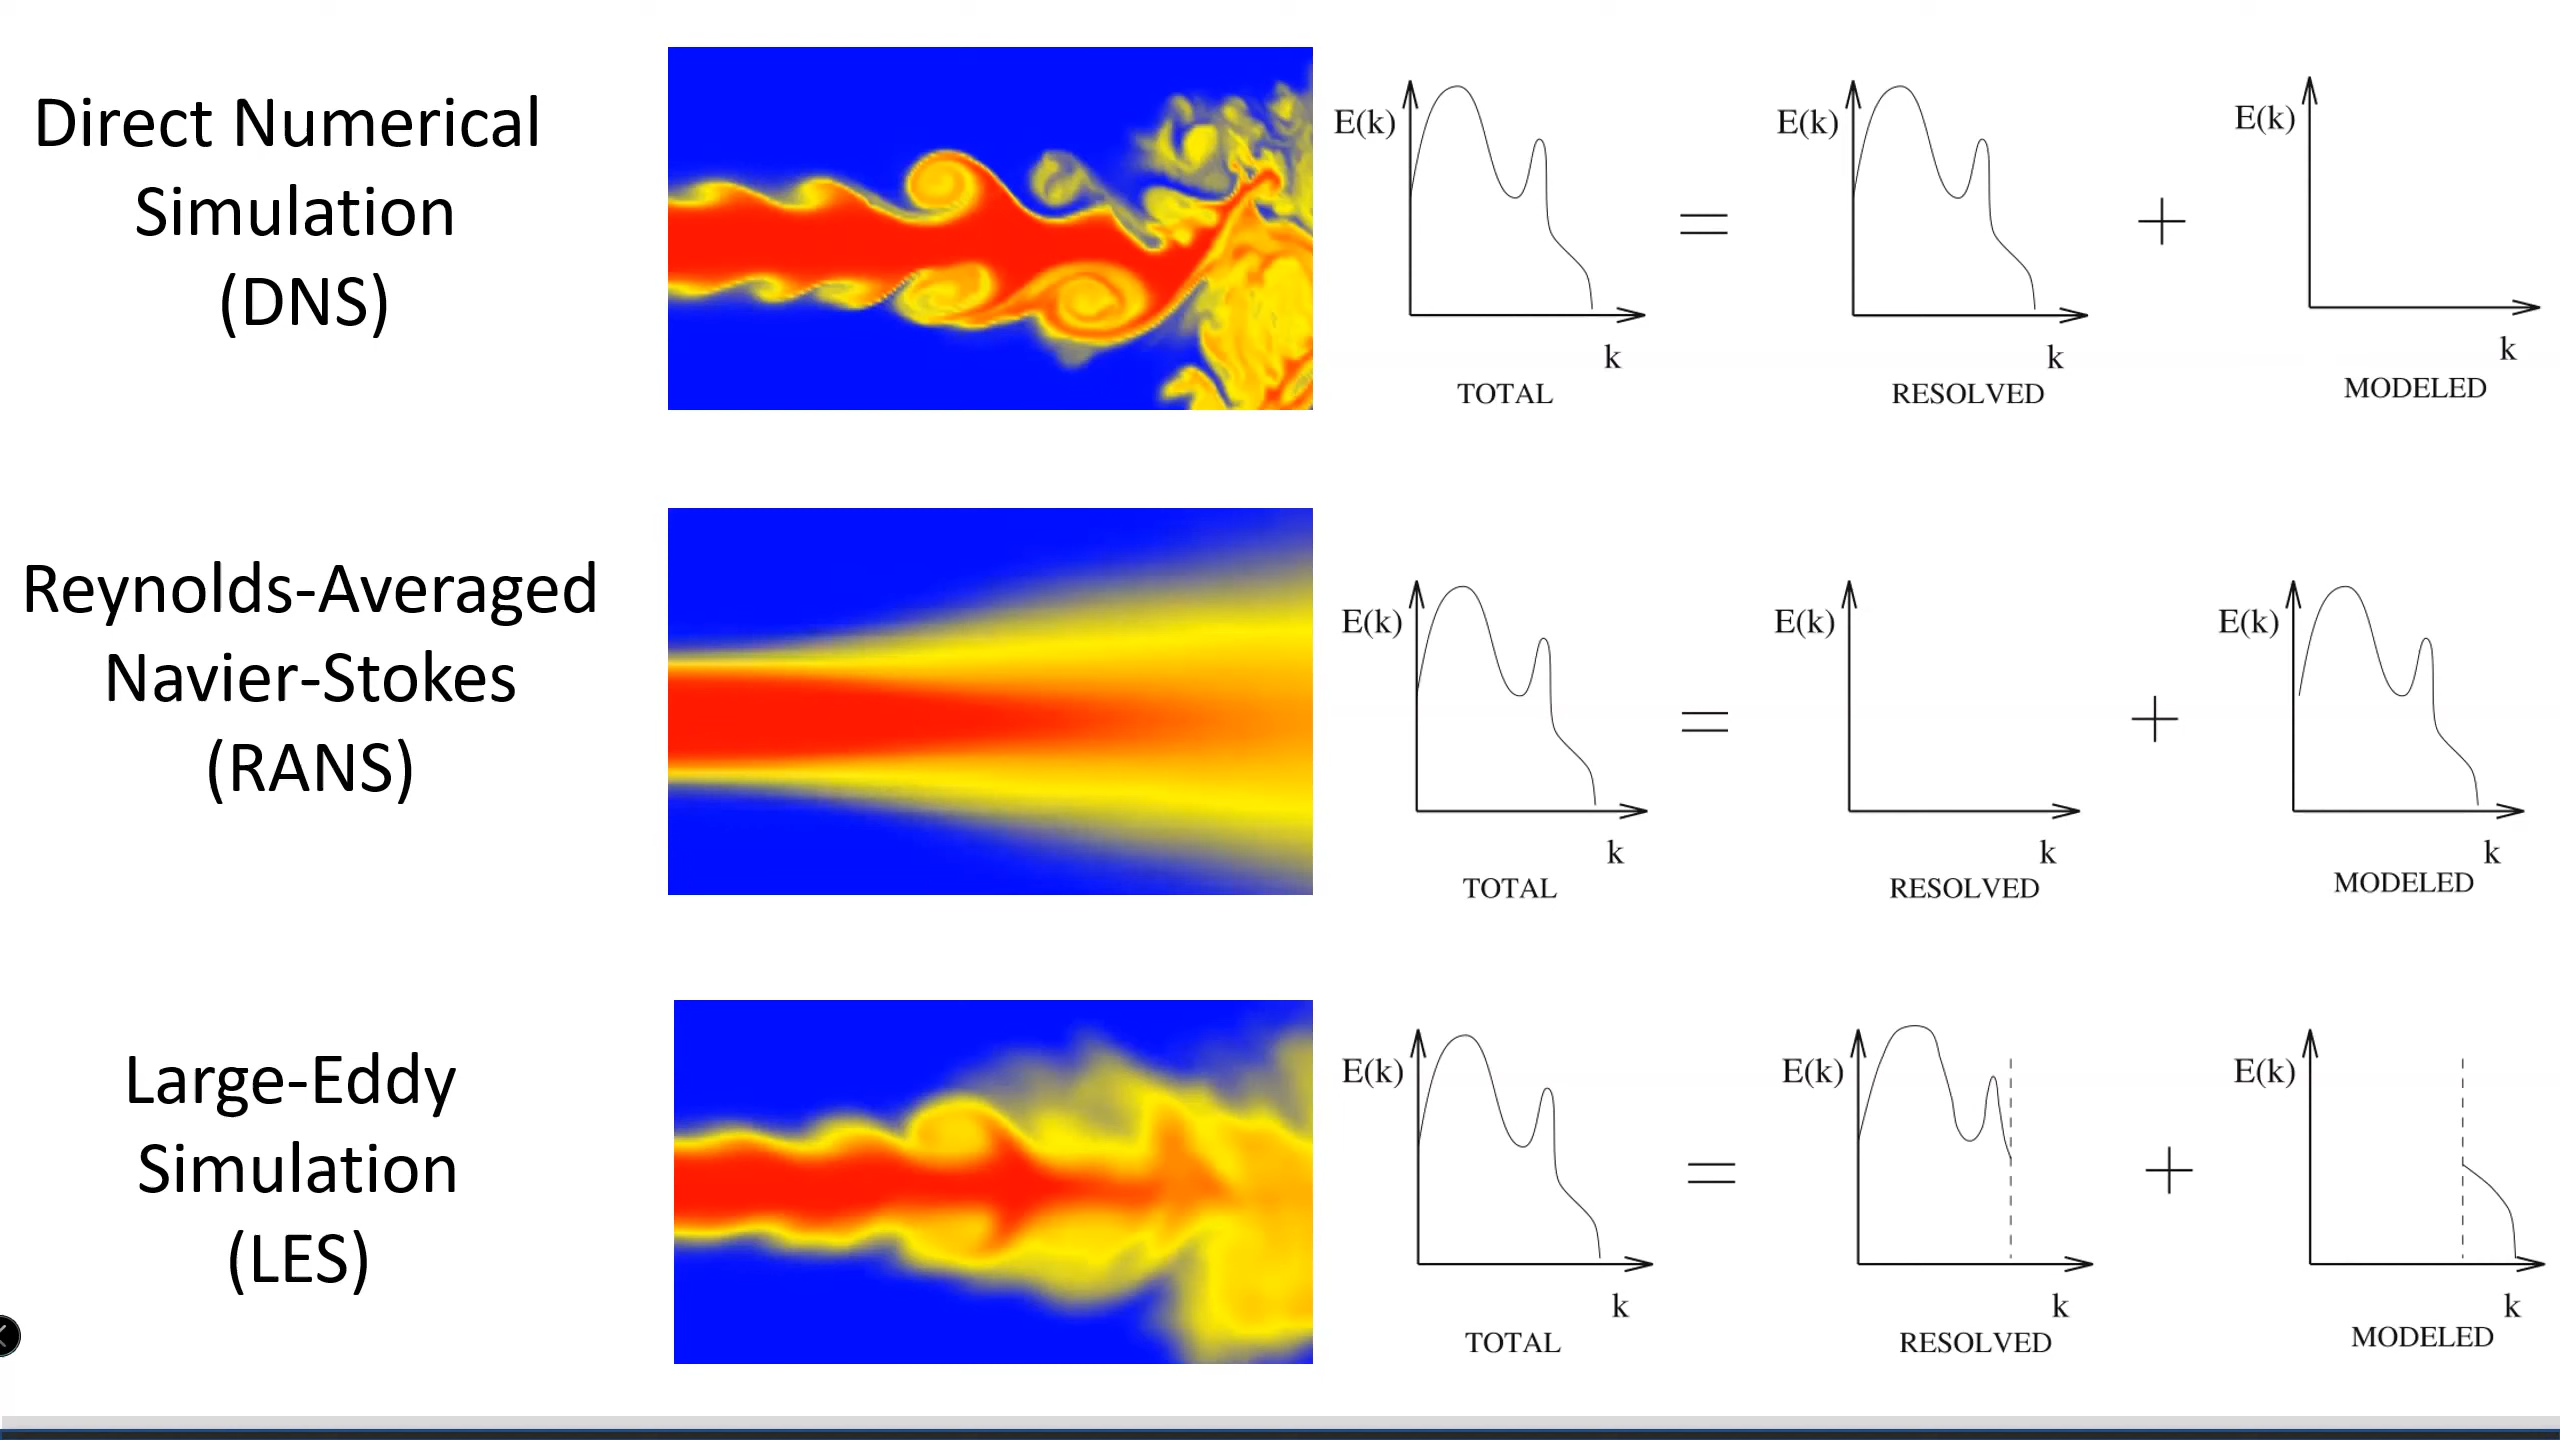 Direct Numerical
Simulation
(DNS)
E(k)
k
TOTAL
=
E(k)
k
RESOLVED
+
E(k)
k
MODELED
Reynolds-Averaged
Navier-Stokes
(RANS)
E(k)
k
TOTAL
=
E(k)
k
RESOLVED
+
E(k)
k
MODELED
Large-Eddy
Simulation
(LES)
E(k)
k
TOTAL
=
E(k)
k
RESOLVED
+
E(k)
k
MODELED